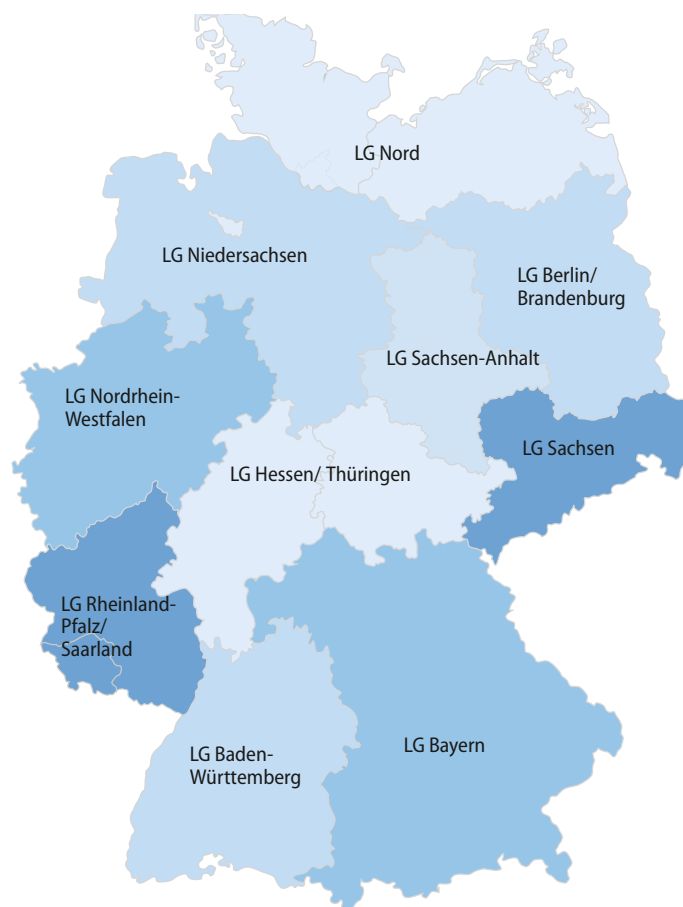 LG Nord
LG Niedersachsen
LG Berlin/
Brandenburg
LG Sachsen-Anhalt
LG Nordrhein-
Westfalen
LG Sachsen
LG Hessen/ Thüringen
LG Rheinland-
Pfalz/
Saarland
LG Baden-
Württemberg
LG Bayern